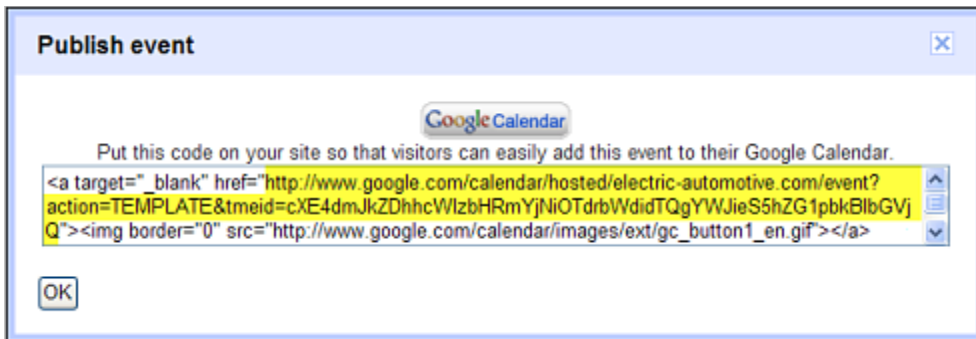 Publish event
Google Calendar
Put this code on your site so that visitors can easily add this event to their Google Calendar.
<a target="_blank" href="http://www.google.com/calendar/hosted/electric-automotive.com/event?
action=TEMPLATE&tmeid=cXE4dmJkZDhhcWlzbHRmYjNiOTdrbWdidTQgYWJieS5hZG1pbkBlbGVj
Q"><img border="0" src="http://www.google.com/calendar/images/ext/gc_button1_en.gif"></a>
OK